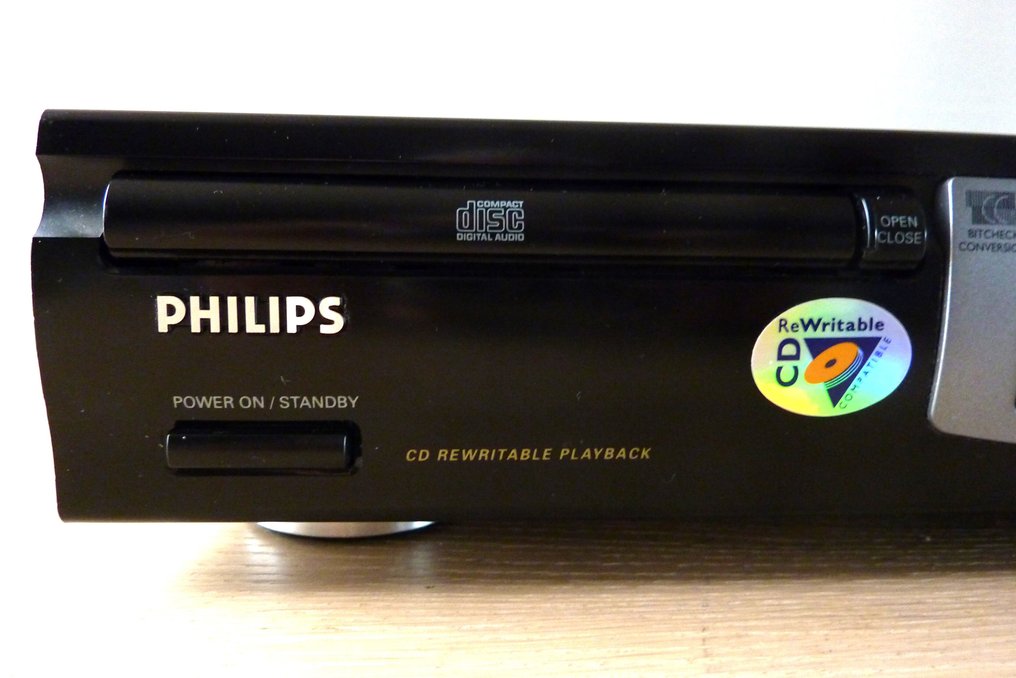 COMPACT
disc
DIGITAL AUDIO
OPEN
CLOSE
PHILIPS
ReWritable
CD
COMPATIBLE
POWER ON / STANDBY
CD REWRITABLE PLAYBACK